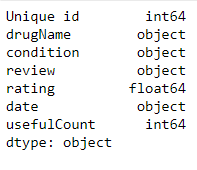 Unique id int64
drugName object
condition object
review object
rating float64
date object
usefulCount int64
dtype: object